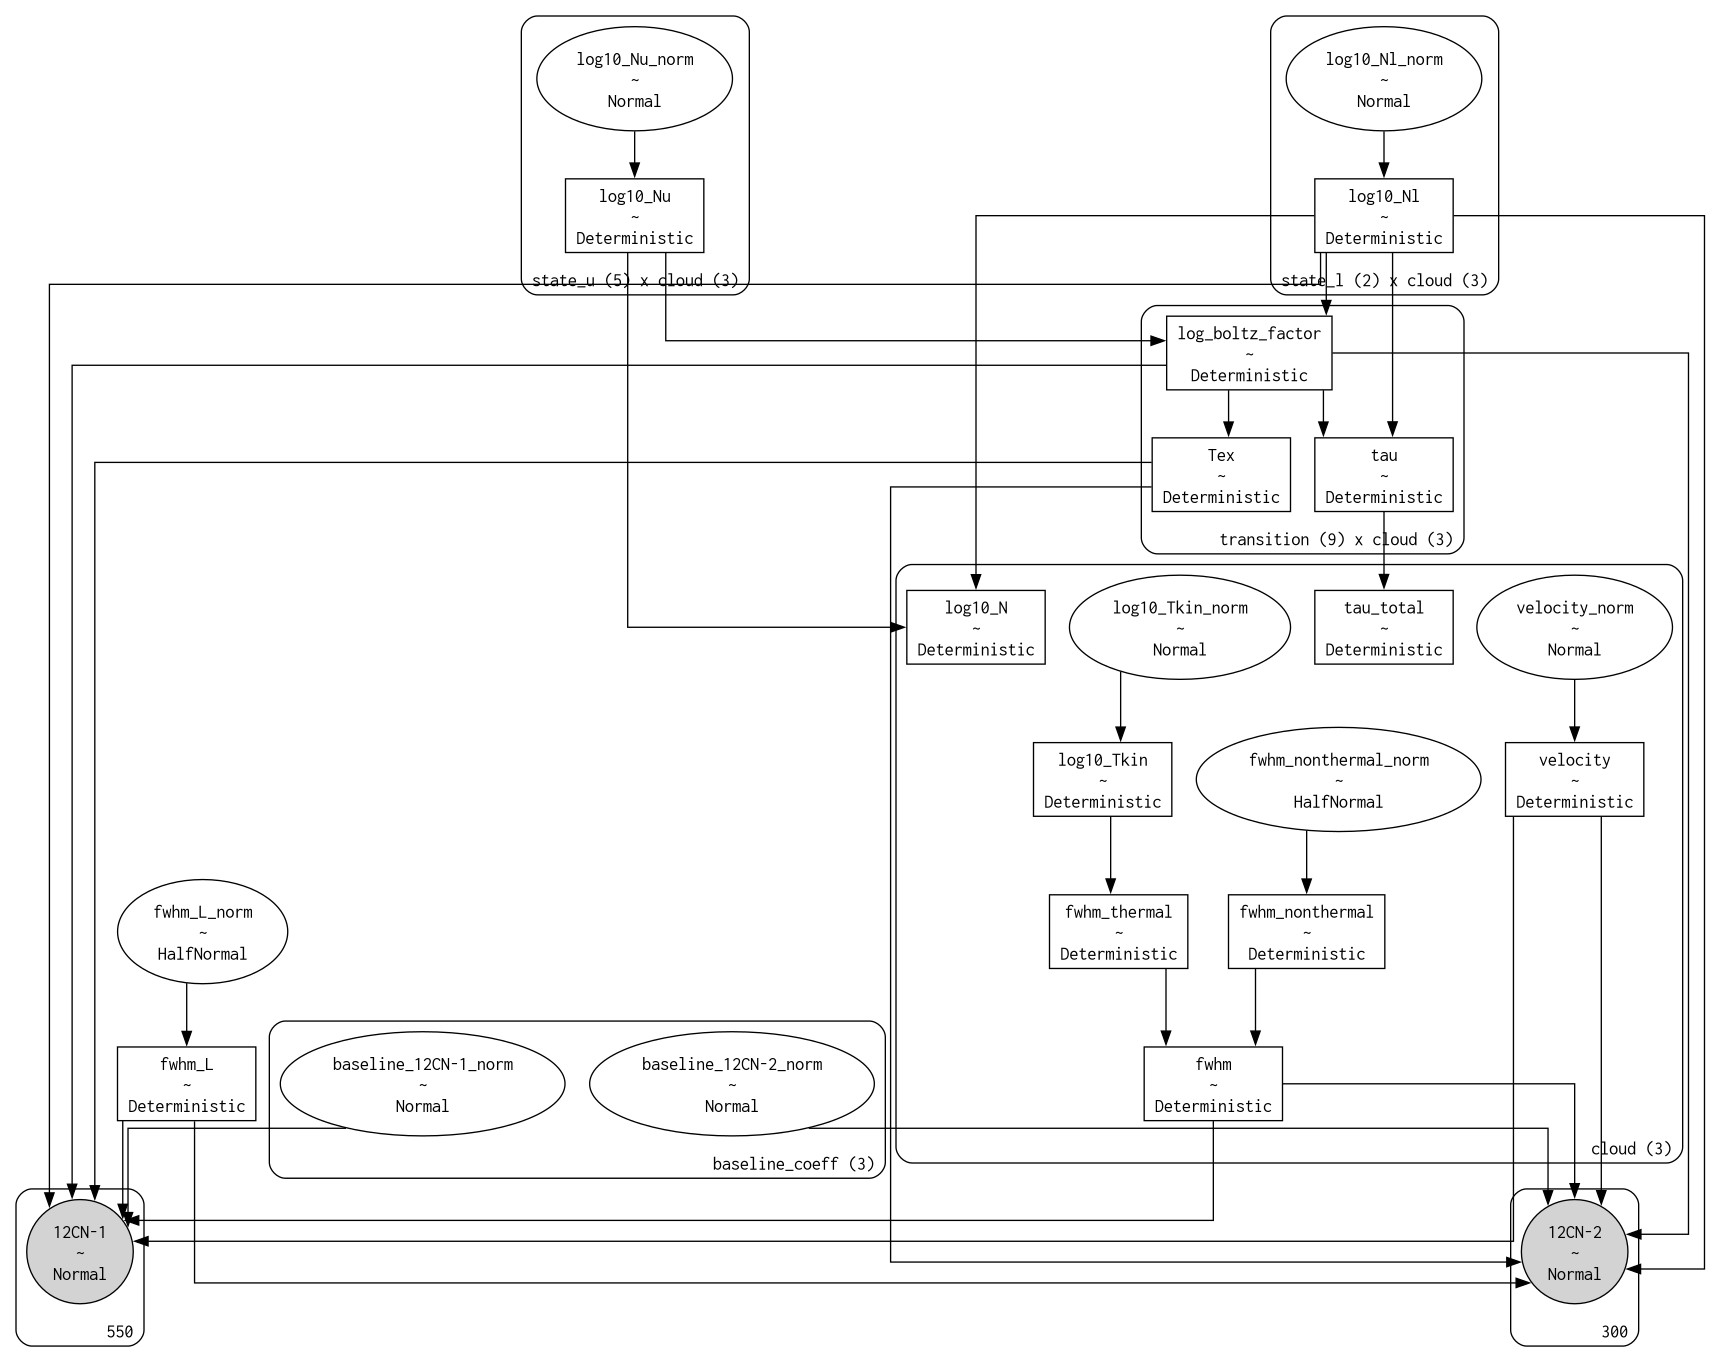 log10_Nu_norm
~
Normal
log10_Nl_norm
~
Normal
log10_Nu
~
Deterministic
state_u (5) x cloud (3)
log10_Nl
~
Deterministic
state_l (2) x cloud (3)
log_boltz_factor
~
Deterministic
Tex
~
Deterministic
tau
~
Deterministic
transition (9) x cloud (3)
log10_N
~
Deterministic
log10_Tkin_norm
~
Normal
tau_total
~
Deterministic
velocity_norm
~
Normal
log10_Tkin
~
Deterministic
fwhm_nonthermal_norm
~
HalfNormal
velocity
~
Deterministic
fwhm_L_norm
~
HalfNormal
fwhm_thermal
~
Deterministic
fwhm_nonthermal
~
Deterministic
fwhm_L
~
Deterministic
baseline_12CN-1_norm
~
Normal
baseline_12CN-2_norm
~
Normal
baseline_coeff (3)
fwhm
~
Deterministic
cloud (3)
12CN-1
~
Normal
550
12CN-2
~
Normal
300